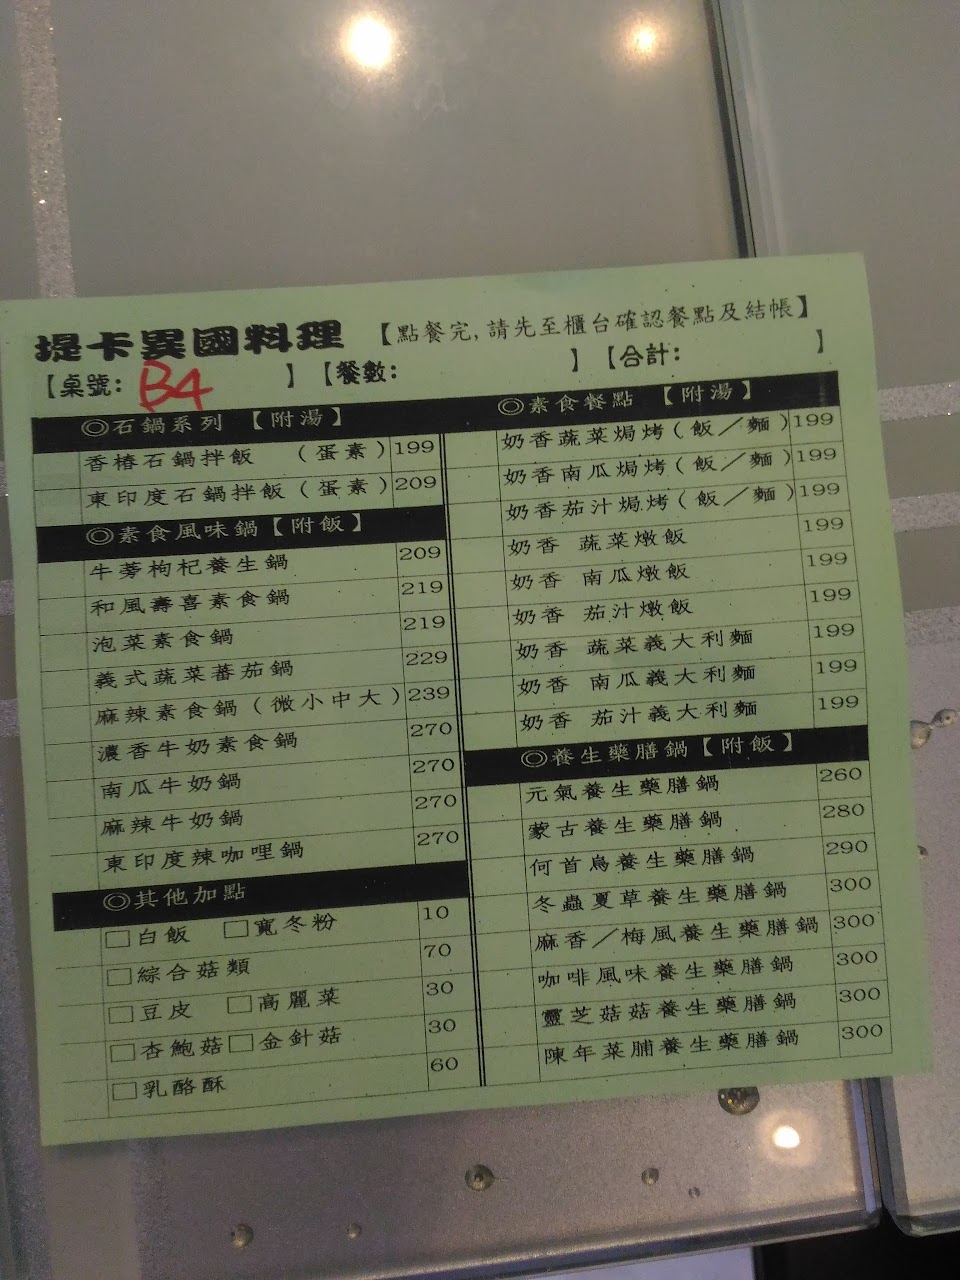 提卡異國料理 【點餐完,請先至櫃台確認餐點及結帳】
【桌號: B4 】【餐數: 】【合計: 】
◎石鍋系列 【附湯】
香椿石鍋拌飯 (蛋素) 199
東印度石鍋拌飯(蛋素) 209
◎素食風味鍋【附飯】
牛蒡枸杞養生鍋 209
和風壽喜素食鍋 219
泡菜素食鍋 219
義式蔬菜蕃茄鍋 229
麻辣素食鍋(微小中大) 239
濃香牛奶素食鍋 270
南瓜牛奶鍋 270
麻辣牛奶鍋 270
東印度辣咖哩鍋 270
◎其他加點
□白飯 □寬冬粉 10
□綜合菇類 70
□豆皮 □高麗菜 30
□杏鮑菇□金針菇 30
□乳酪酥 60
◎素食餐點 【附湯】
奶香蔬菜焗烤(飯/麵) 199
奶香南瓜焗烤(飯/麵) 199
奶香茄汁焗烤(飯/麵) 199
奶香 蔬菜燉飯 199
奶香 南瓜燉飯 199
奶香 茄汁燉飯 199
奶香 蔬菜義大利麵 199
奶香 南瓜義大利麵 199
奶香 茄汁義大利麵 199
◎養生藥膳鍋【附飯】
元氣養生藥膳鍋 260
蒙古養生藥膳鍋 280
何首烏養生藥膳鍋 290
冬蟲夏草養生藥膳鍋 300
麻香/梅風養生藥膳鍋 300
咖啡風味養生藥膳鍋 300
靈芝菇菇養生藥膳鍋 300
陳年菜脯養生藥膳鍋 300